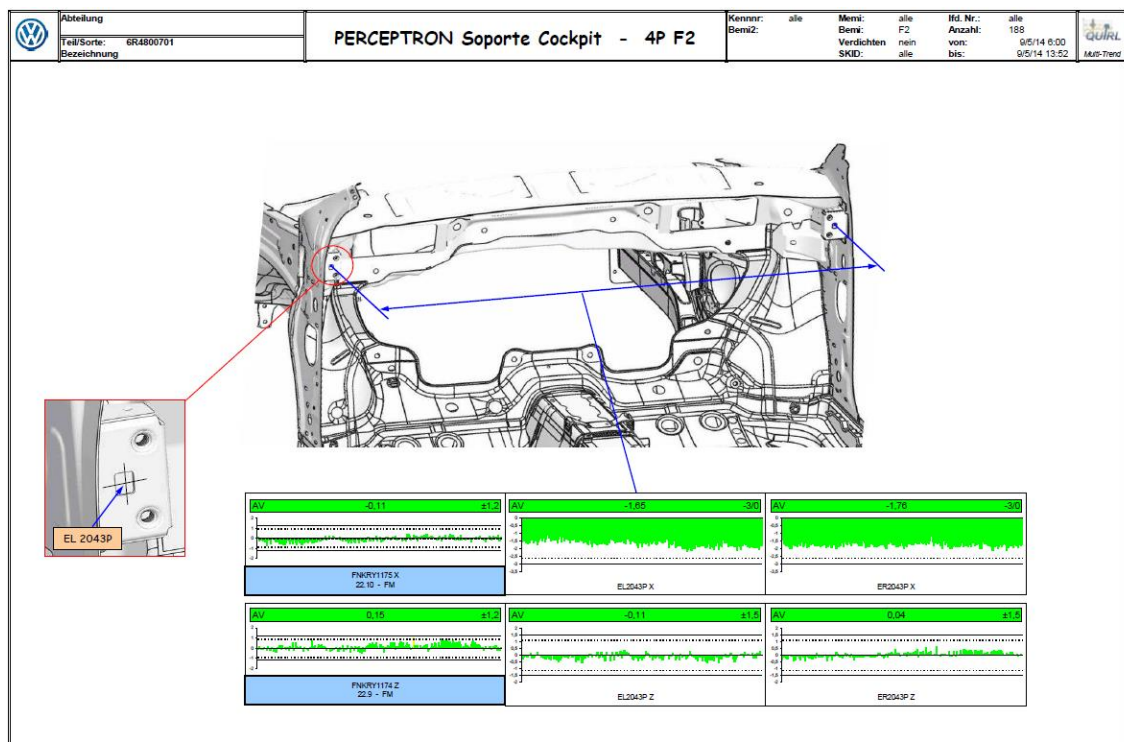 Abteilung
Teil/Sorte: 6R4800701
Bezeichnung
PERCEPTRON Soporte Cockpit - 4P F2
Kennnr: alle Memi: alle lfd. Nr.: alle
Bemi2: Bemi: F2 Anzahl: 188
Verdichten nein von: 9/5/14 6:00
SKID: alle bis: 9/5/14 13:52
QUIRL
Multi-Trend
EL 2043P
AV -0,11 ±1,2
FNKRY1175 X
22.10 - FM
AV -1,65 -3/0
EL2043P X
AV -1,76 -3/0
ER2043P X
AV 0,15 ±1,2
FNKRY1174 Z
22.9 - FM
AV -0,11 ±1,5
EL2043P Z
AV 0,04 ±1,5
ER2043P Z